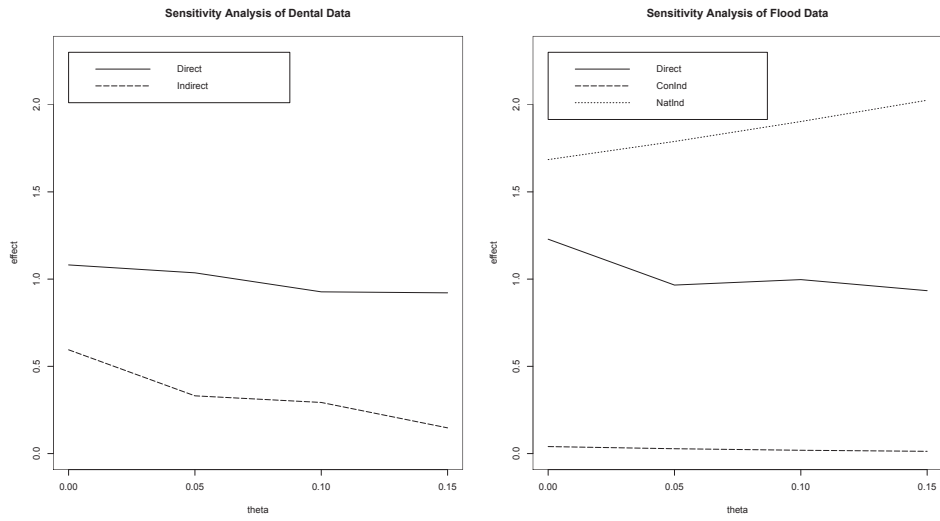 Sensitivity Analysis of Dental Data
Direct
Indirect
effect
2.0
1.5
1.0
0.5
0.0
0.00
0.05
0.10
0.15
theta
Sensitivity Analysis of Flood Data
Direct
ConInd
NatInd
effect
2.0
1.5
1.0
0.5
0.0
0.00
0.05
0.10
0.15
theta